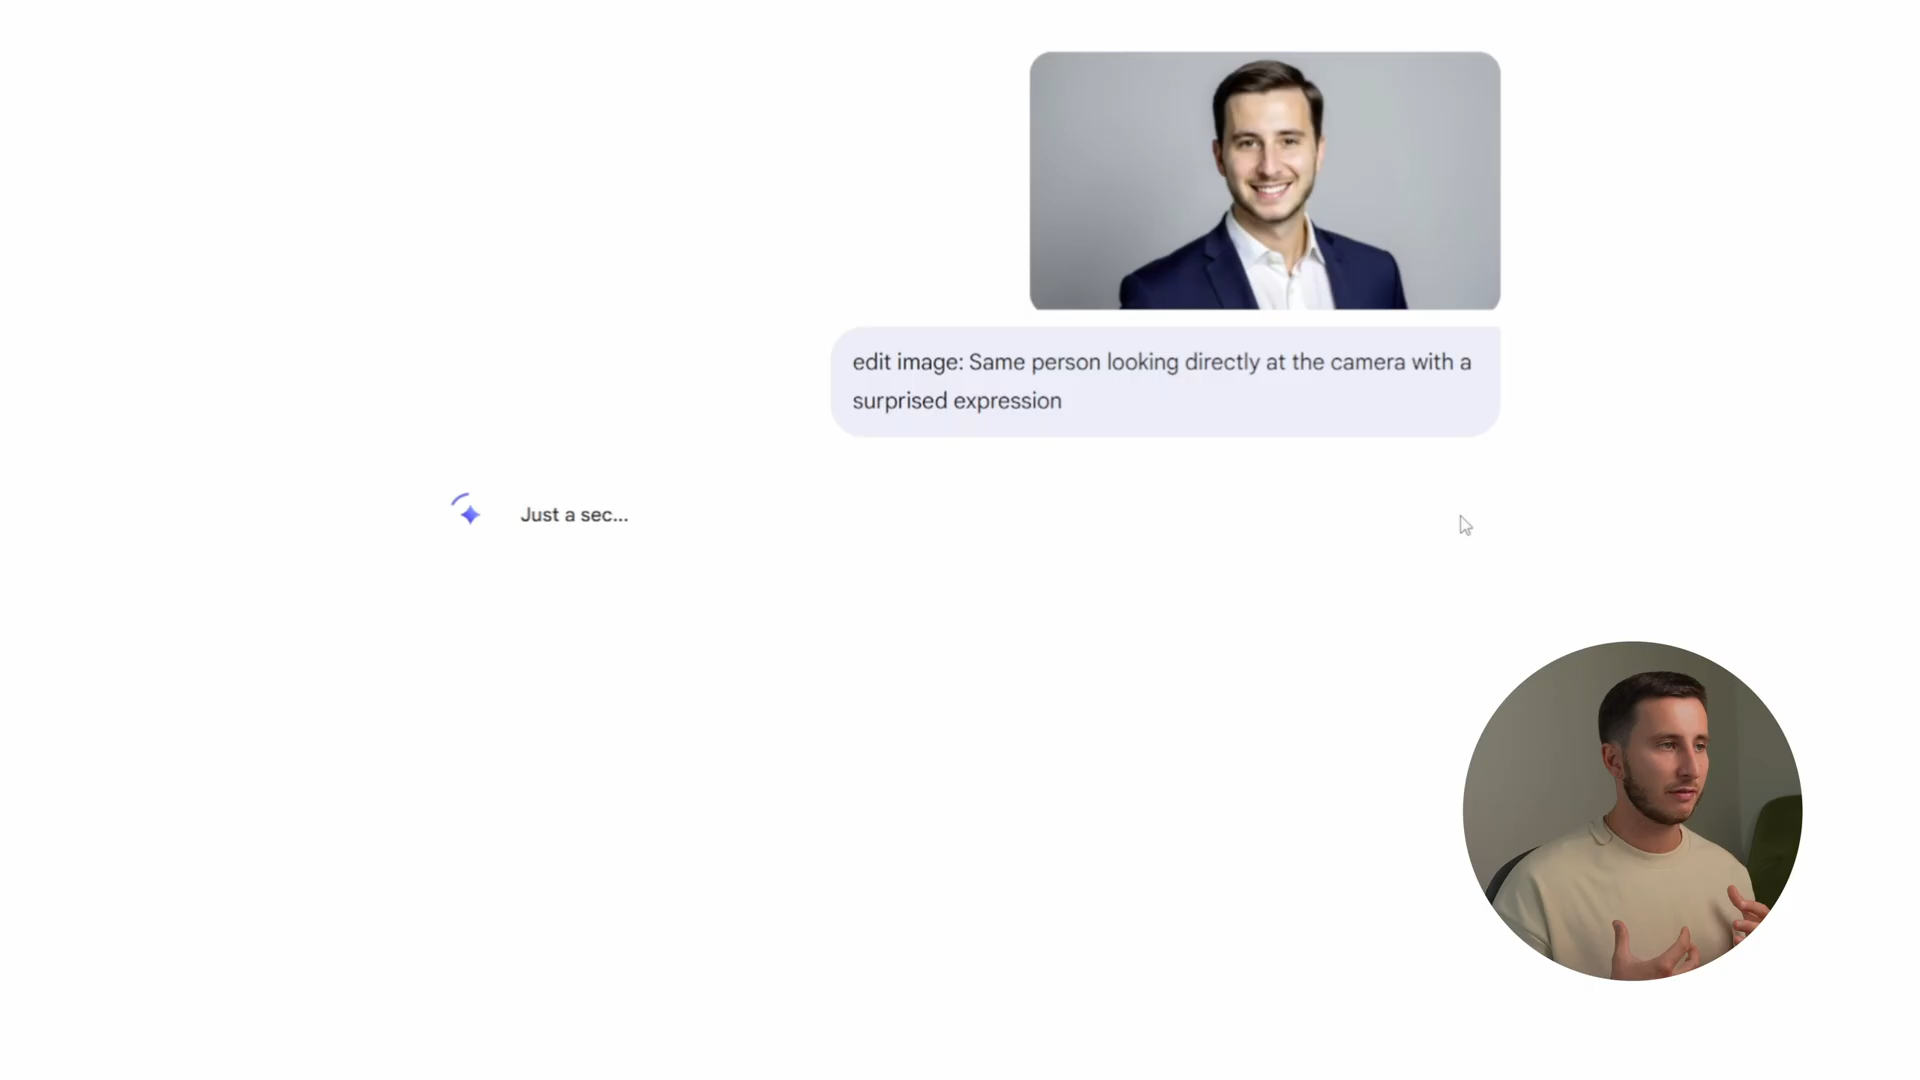 edit image: Same person looking directly at the camera with a
surprised expression
Just a sec...